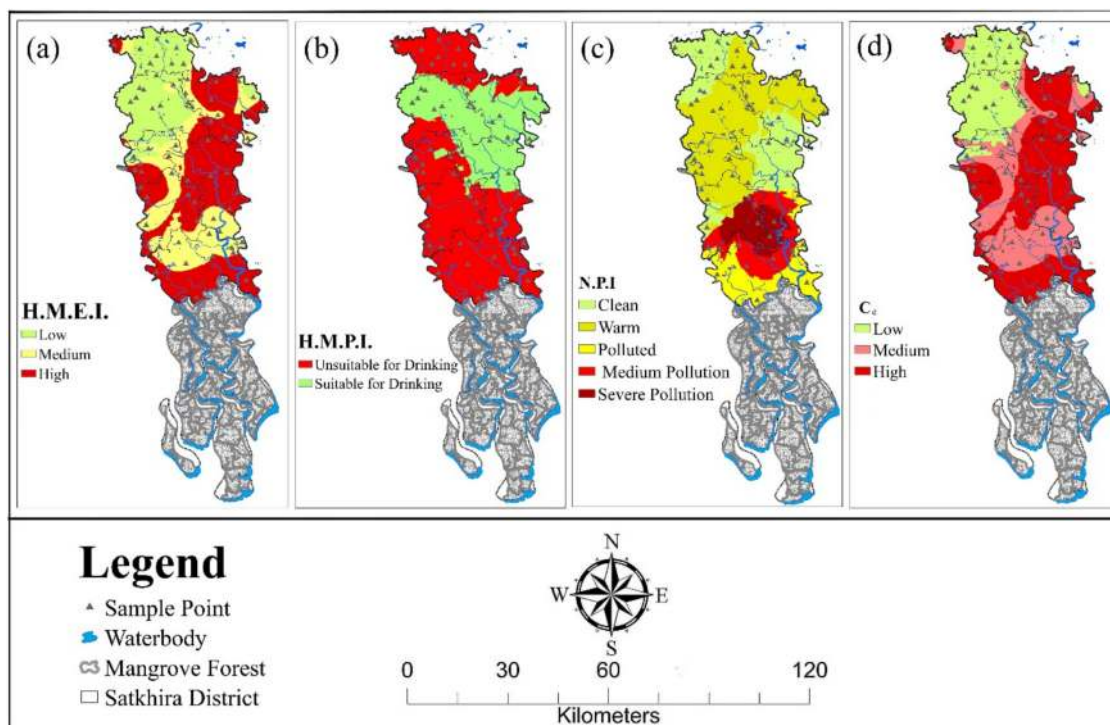 (a)
H.M.E.I.
Low
Medium
High
(b)
H.M.P.I.
Unsuitable for Drinking
Suitable for Drinking
(c)
N.P.I
Clean
Warm
Polluted
Medium Pollution
Severe Pollution
(d)
Low
Medium
High
Legend
Sample Point
Waterbody
Mangrove Forest
Satkhira District
N
W E
S
0 30 60 120
Kilometers